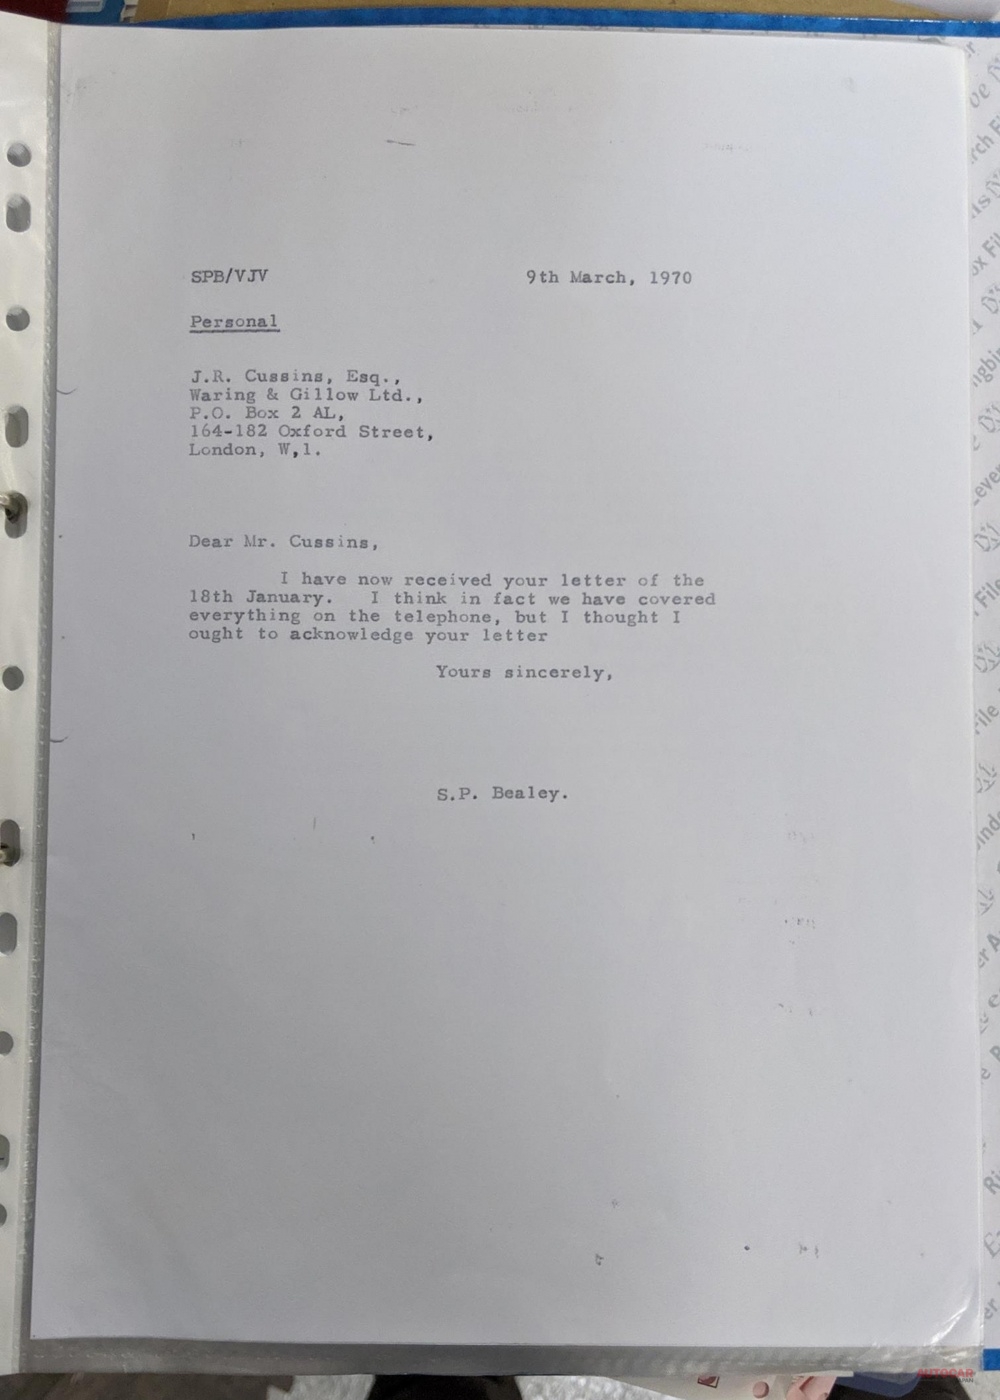 SPB/VJV 9th March, 1970
Personal
J.R. Cussins, Esq.,
Waring & Gillow Ltd.,
P.O. Box 2 AL,
164-182 Oxford Street,
London, W,1.
Dear Mr. Cussins,
I have now received your letter of the
18th January. I think in fact we have covered
everything on the telephone, but I thought I
ought to acknowledge your letter
Yours sincerely,
S.P. Bealey.
AUTOCAR
JAPAN